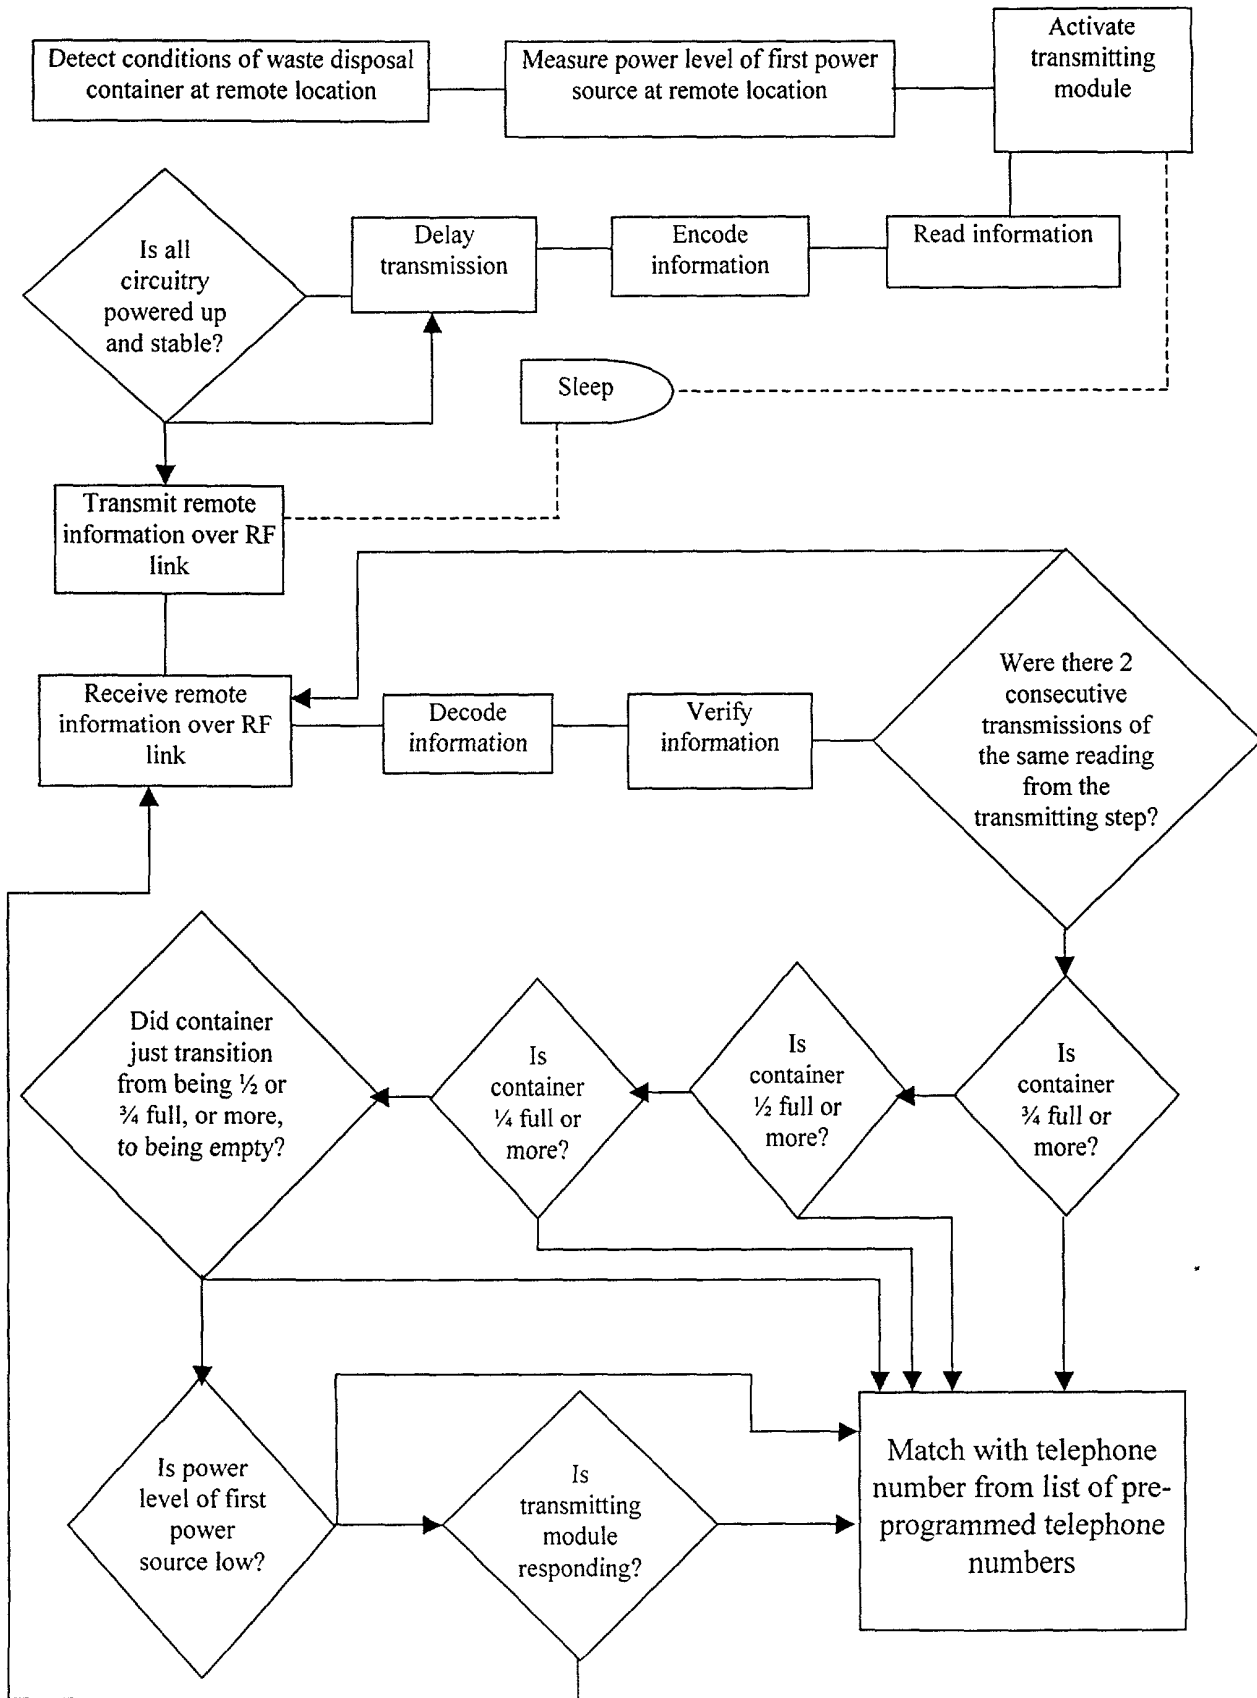 Detect conditions of waste disposal
container at remote location
Measure power level of first power
source at remote location
Activate
transmitting
module
Is all
circuitry
powered up
and stable?
Delay
transmission
Encode
information
Read information
Sleep
Transmit remote
information over RF
link
Receive remote
information over RF
link
Decode
information
Verify
information
Were there 2
consecutive
transmissions of
the same reading
from the
transmitting step?
Did container
just transition
from being ½ or
¾ full, or more,
to being empty?
Is
container
¼ full or
more?
Is
container
½ full or
more?
Is
container
¾ full or
more?
Is power
level of first
power
source low?
Is
transmitting
module
responding?
Match with telephone
number from list of pre-
programmed telephone
numbers